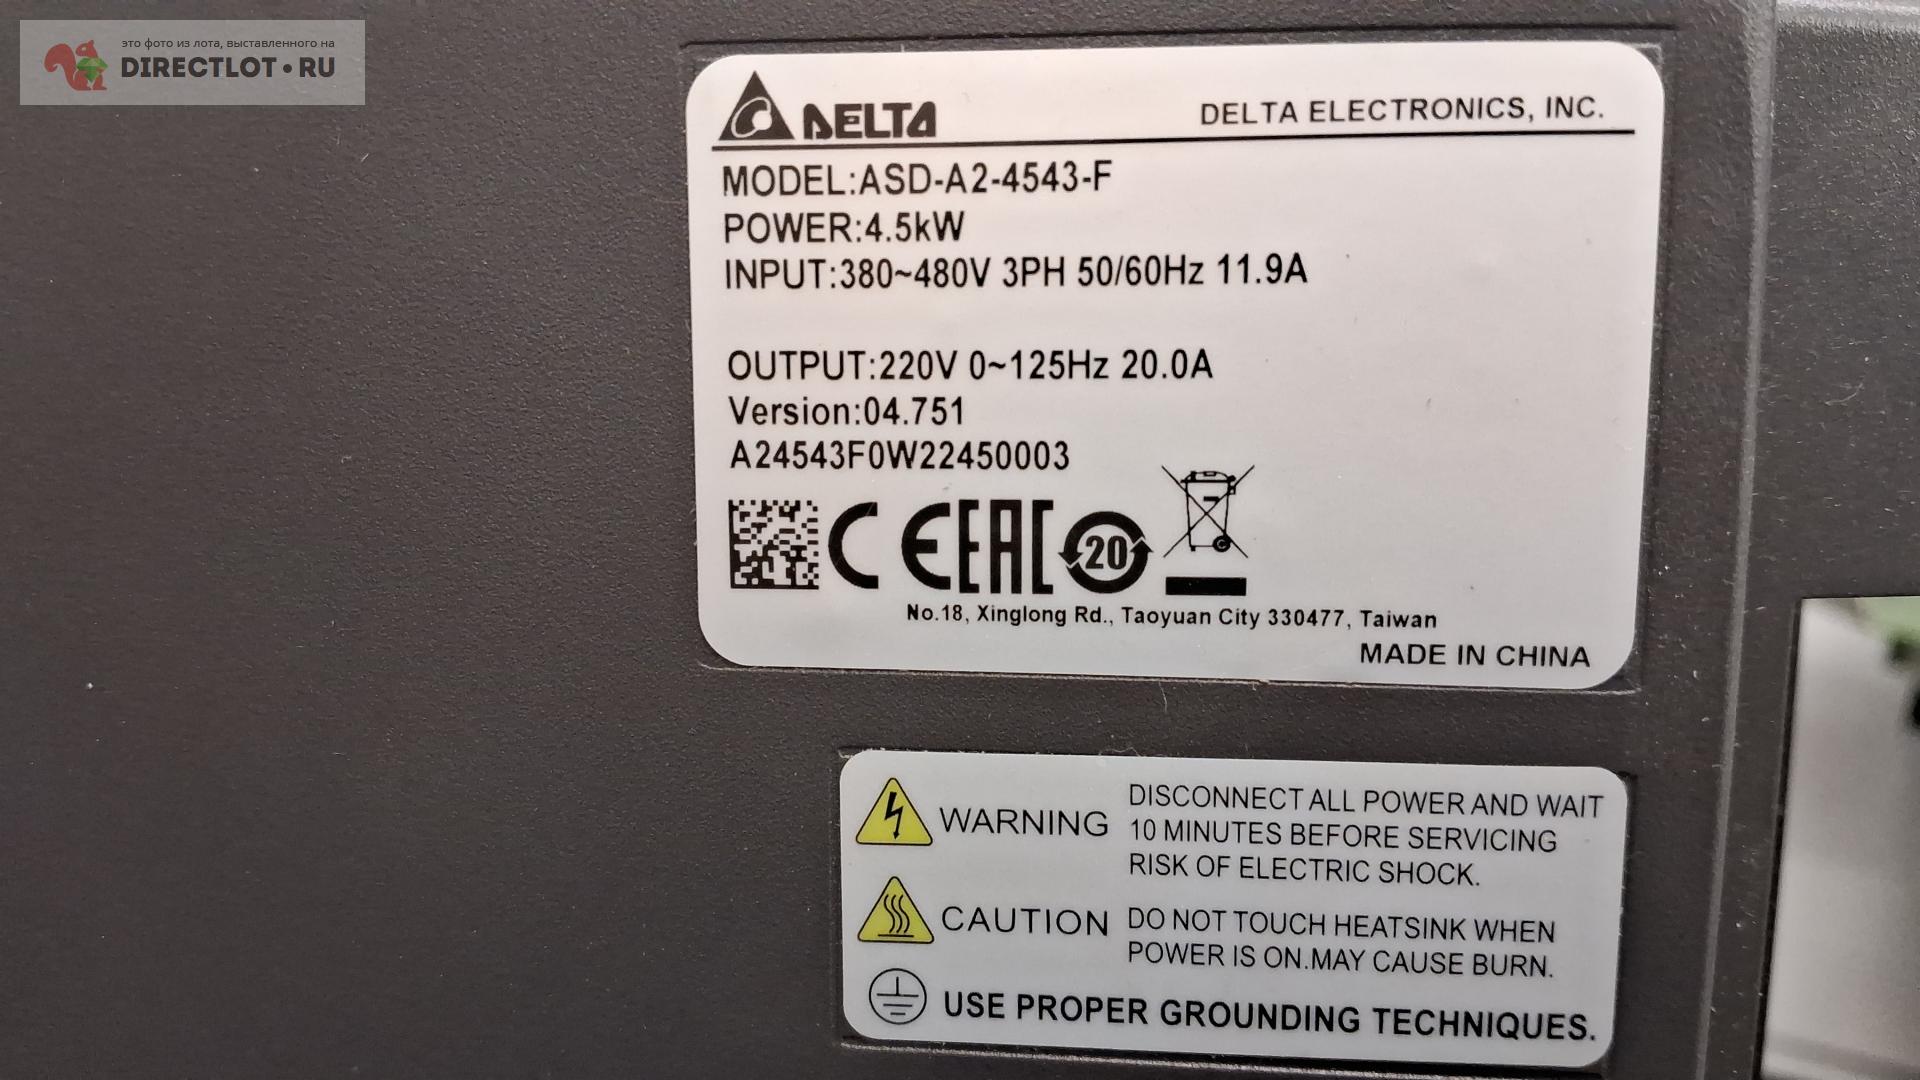 это фото из лота, выставленного на
DIRECTLOT•RU
DELTA
DELTA ELECTRONICS, INC.
MODEL:ASD-A2-4543-F
POWER:4.5kW
INPUT:380~480V 3PH 50/60Hz 11.9A
OUTPUT:220V 0~125Hz 20.0A
Version:04.751
A24543F0W22450003
CE EAC 20
No.18, Xinglong Rd., Taoyuan City 330477, Taiwan
MADE IN CHINA
WARNING
DISCONNECT ALL POWER AND WAIT
10 MINUTES BEFORE SERVICING
RISK OF ELECTRIC SHOCK.
CAUTION
DO NOT TOUCH HEATSINK WHEN
POWER IS ON.MAY CAUSE BURN.
USE PROPER GROUNDING TECHNIQUES.